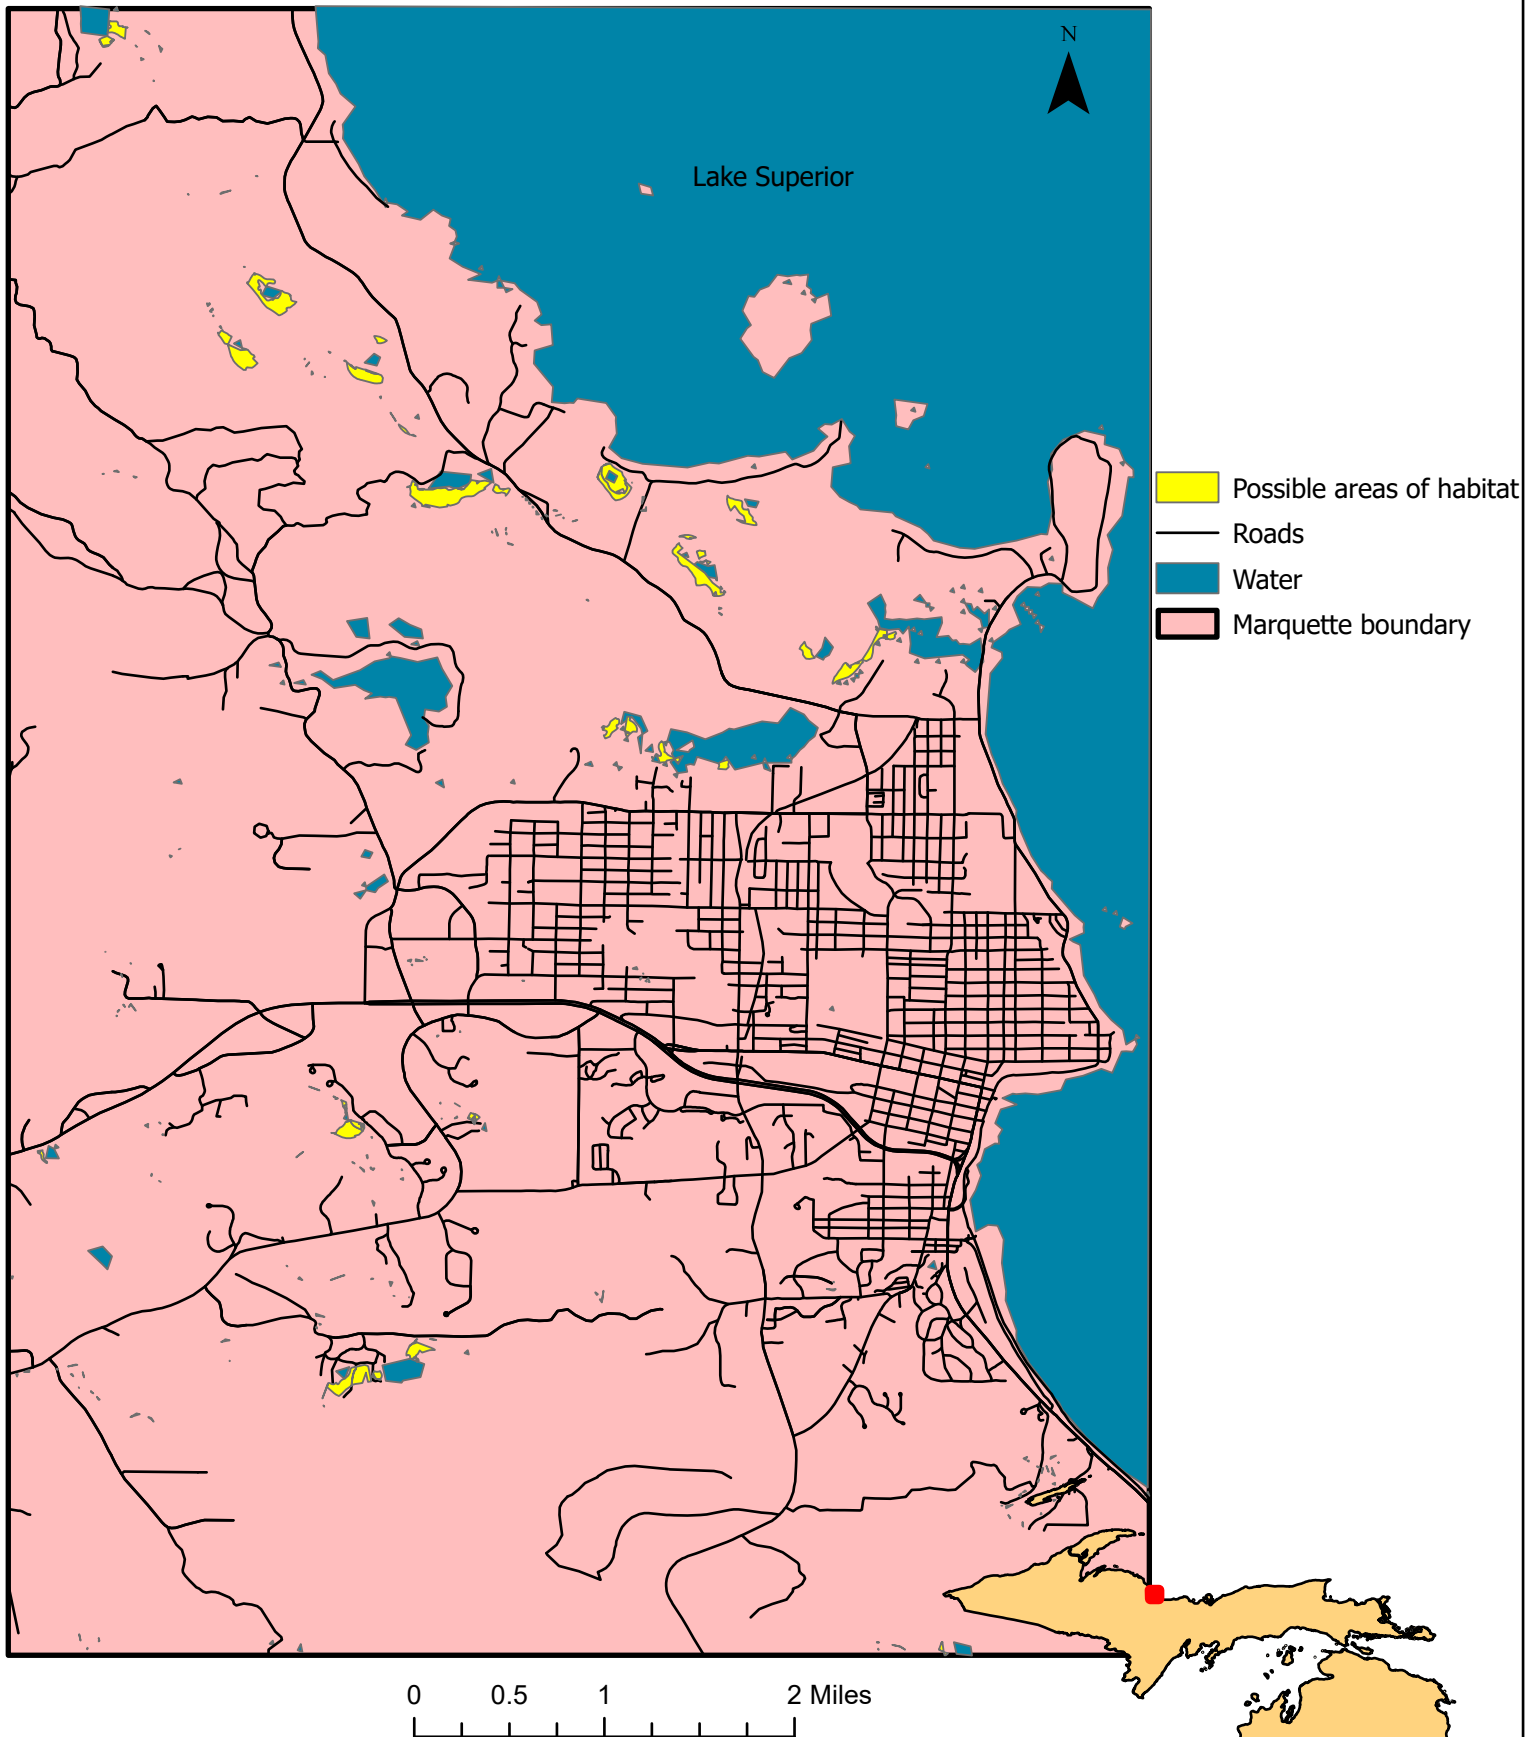 N
Lake Superior
Possible areas of habitat
Roads
Water
Marquette boundary
0 0.5 1 2 Miles